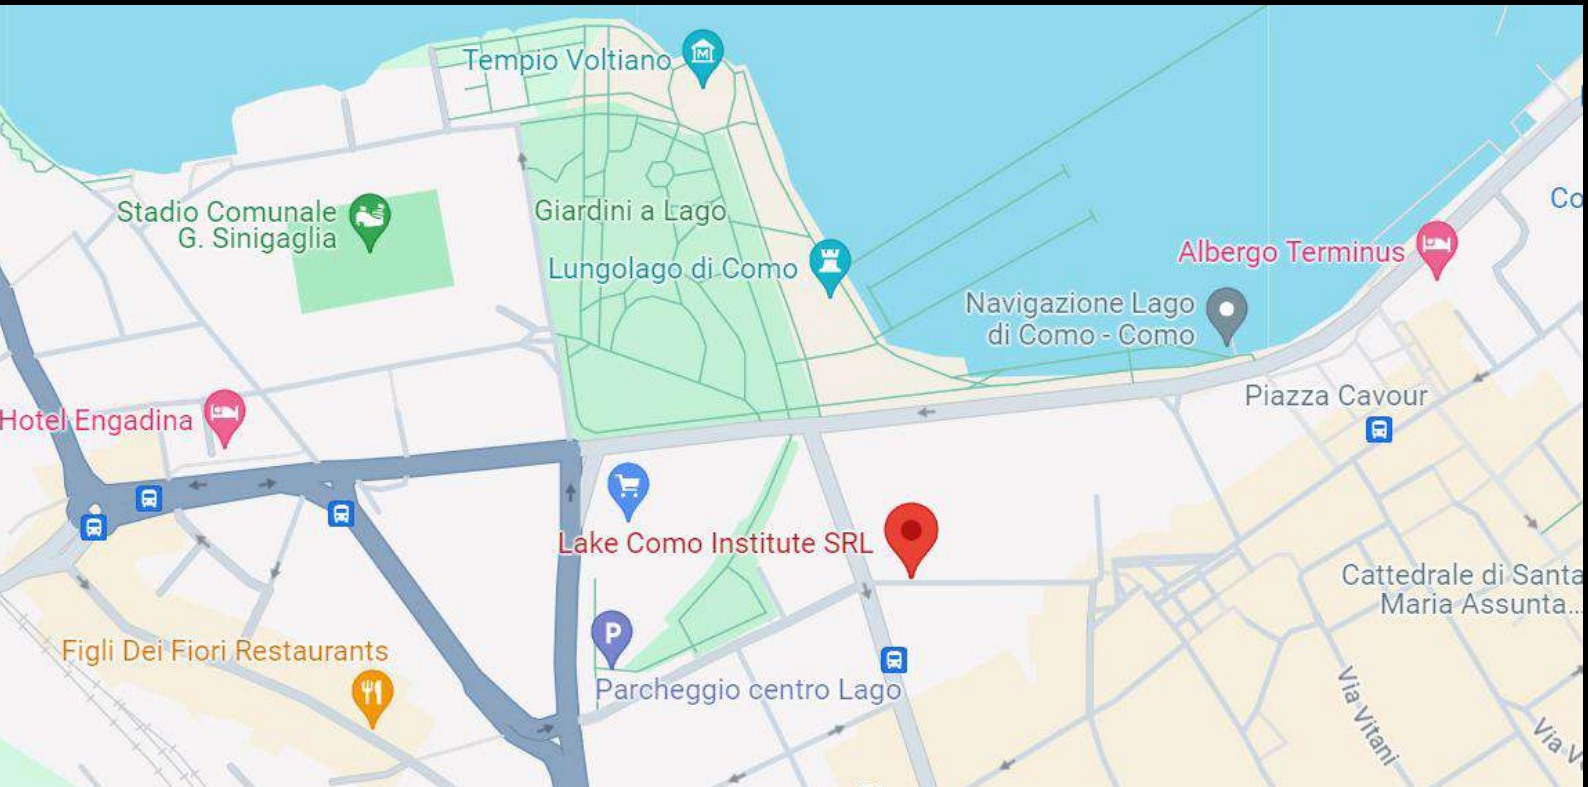 Tempio Voltiano
Stadio Comunale
G. Sinigaglia
Giardini a Lago
Co
Lungolago di Como
Albergo Terminus
Navigazione Lago
di Como - Como
Hotel Engadina
Piazza Cavour
Lake Como Institute SRL
Cattedrale di Santa
Maria Assunta...
Figli Dei Fiori Restaurants
P
Parcheggio centro Lago
Via Vitani
Via V